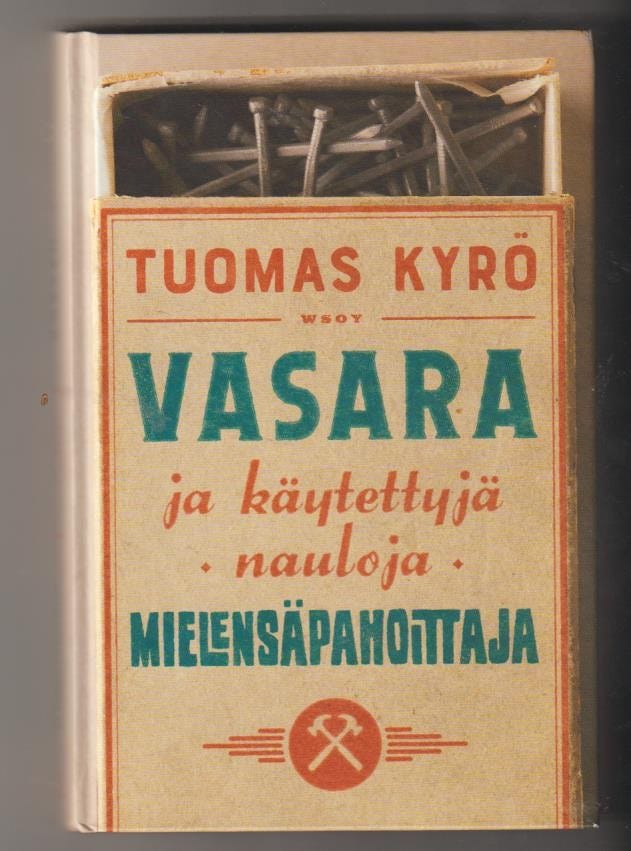 TUOMAS KYRÖ
WSOY
VASARA
ja käytettyjä
nauloja
MIELENSÄPAHOITTAJA